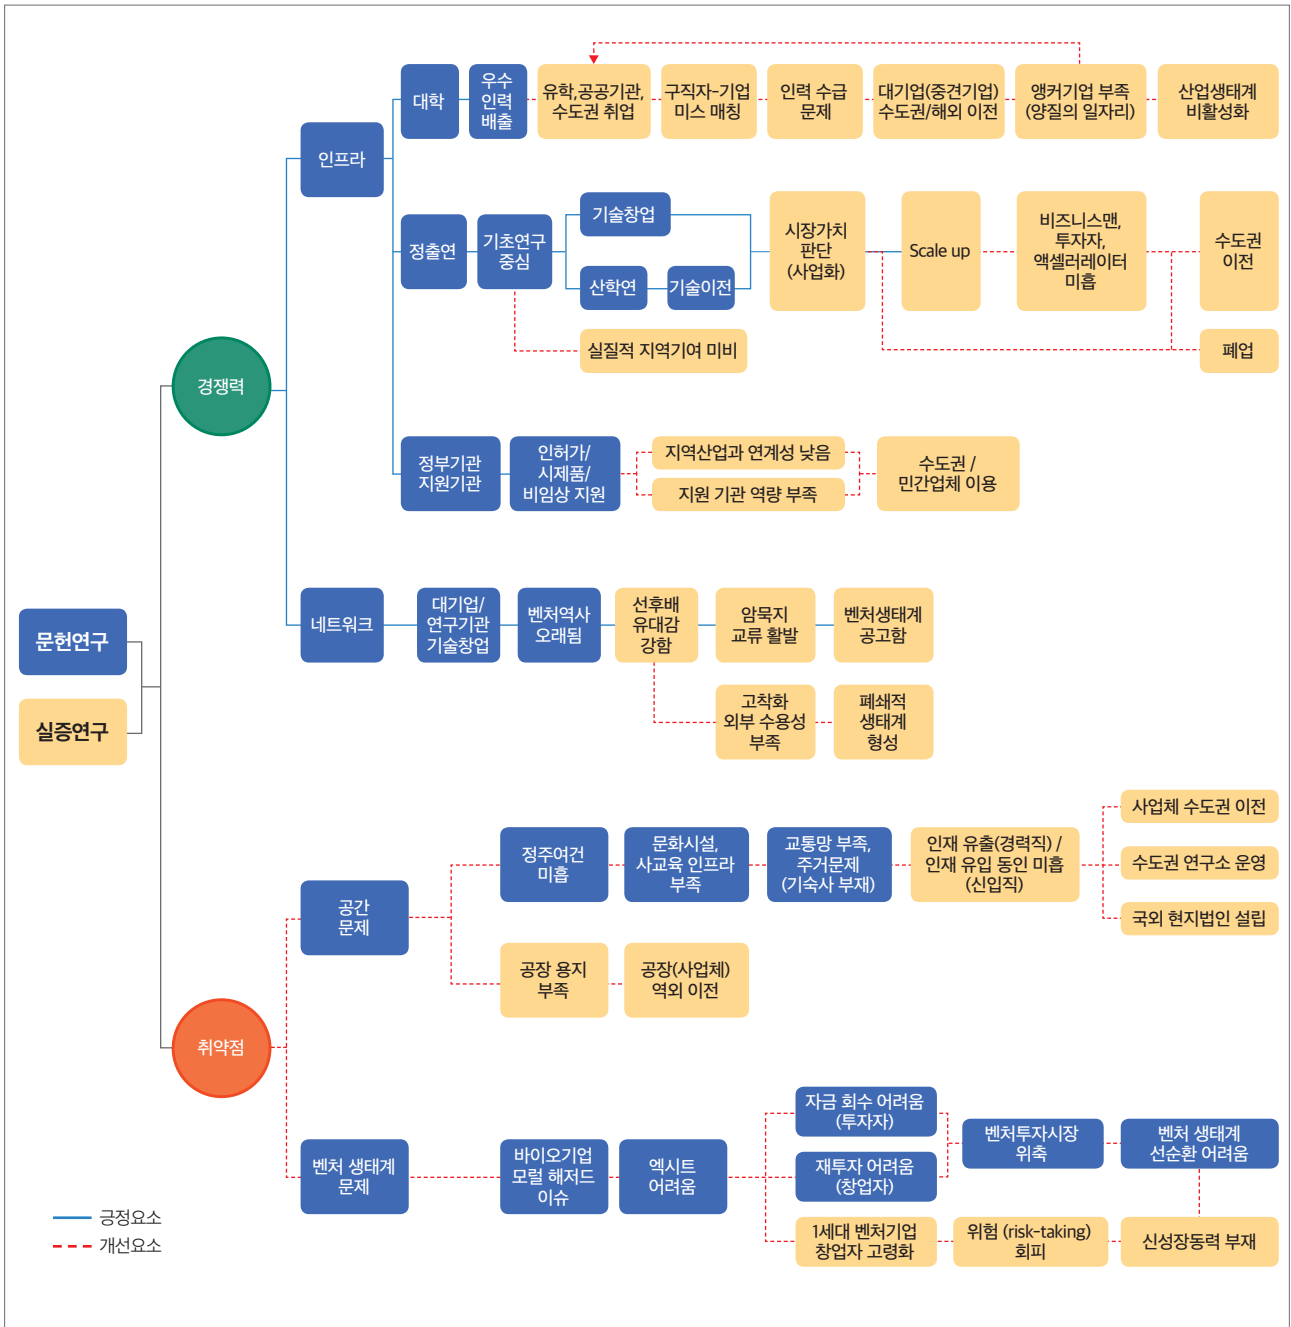 대학
우수
인력
배출
유학,공공기관,
수도권 취업
구직자-기업
미스 매칭
인력 수급
문제
대기업(중견기업)
수도권/해외 이전
앵커기업 부족
(양질의 일자리)
산업생태계
비활성화
인프라
정출연
기초연구
중심
기술창업
산학연
기술이전
시장가치
판단
(사업화)
Scale up
비즈니스맨,
투자자,
액셀러레이터
미흡
수도권
이전
실질적 지역기여 미비
폐업
경쟁력
정부기관
지원기관
인허가/
시제품/
비임상 지원
지역산업과 연계성 낮음
지원 기관 역량 부족
수도권 /
민간업체 이용
네트워크
대기업/
연구기관
기술창업
벤처역사
오래됨
선후배
유대감
강함
암묵지
교류 활발
벤처생태계
공고함
고착화
외부 수용성
부족
폐쇄적
생태계
형성
문헌연구
실증연구
공간
문제
정주여건
미흡
문화시설,
사교육 인프라
부족
교통망 부족,
주거문제
(기숙사 부재)
인재 유출(경력직) /
인재 유입 동인 미흡
(신입직)
사업체 수도권 이전
수도권 연구소 운영
국외 현지법인 설립
공장 용지
부족
공장(사업체)
역외 이전
취약점
벤처 생태계
문제
바이오기업
모럴 해저드
이슈
엑시트
어려움
자금 회수 어려움
(투자자)
재투자 어려움
(창업자)
벤처투자시장
위축
벤처 생태계
선순환 어려움
1세대 벤처기업
창업자 고령화
위험 (risk-taking)
회피
신성장동력 부재
긍정요소
개선요소